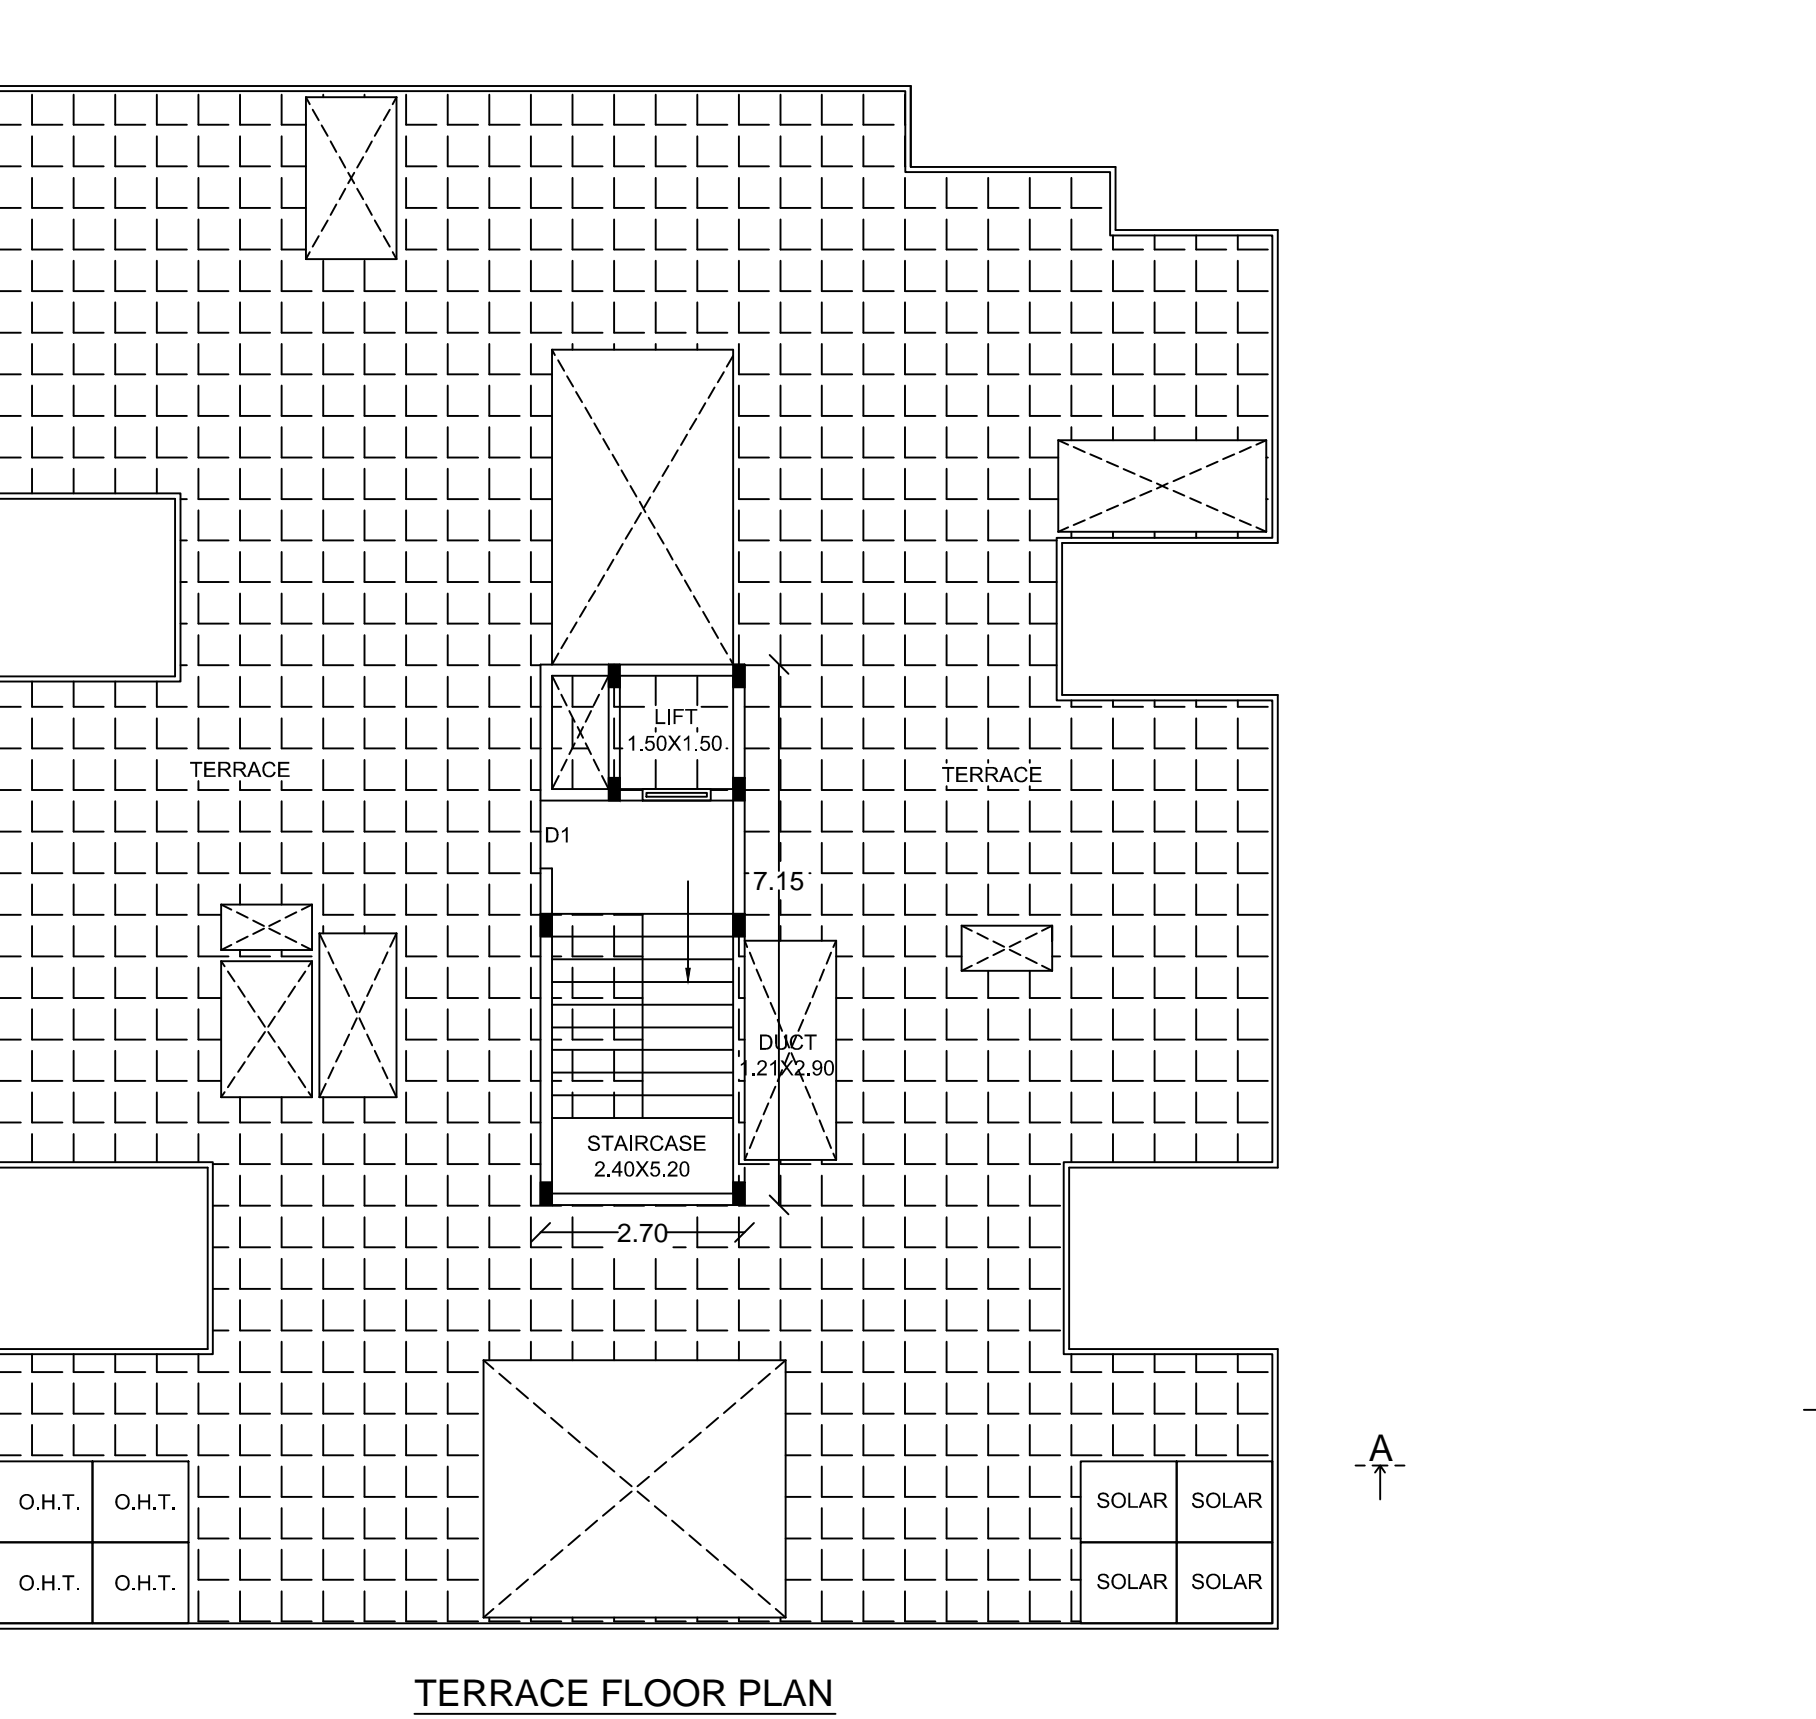 LIFT
1.50X1.50
TERRACE
TERRACE
D1
7.15
DUCT
1.21X2.90
STAIRCASE
2.40X5.20
2.70
A
O.H.T.
O.H.T.
SOLAR
SOLAR
O.H.T.
O.H.T.
SOLAR
SOLAR
TERRACE FLOOR PLAN